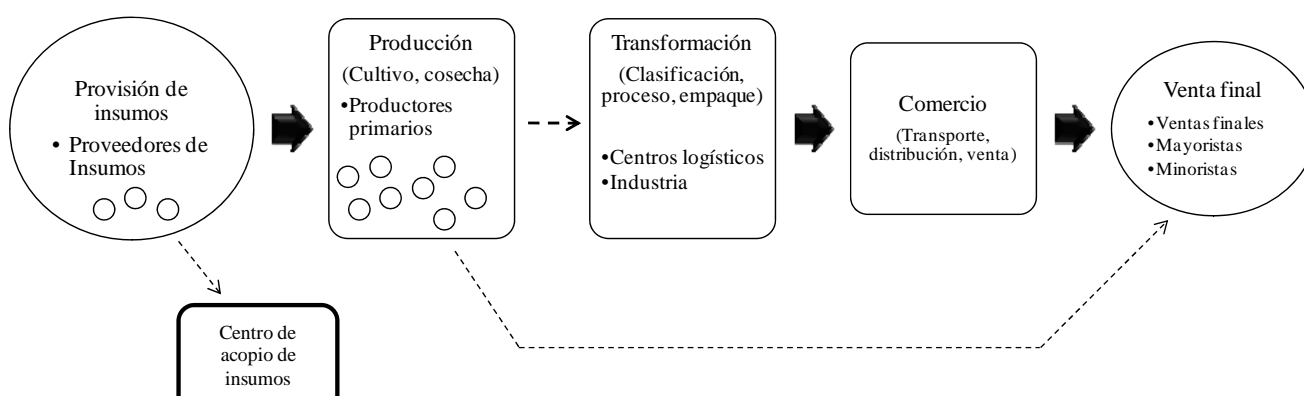 Provisión de
insumos
• Proveedores de
Insumos
Producción
(Cultivo, cosecha)
•Productores
primarios
Transformación
(Clasificación,
proceso, empaque)
•Centros logísticos
•Industria
Comercio
(Transporte,
distribución, venta)
Venta final
•Ventas finales
•Mayoristas
•Minoristas
Centro de
acopio de
insumos